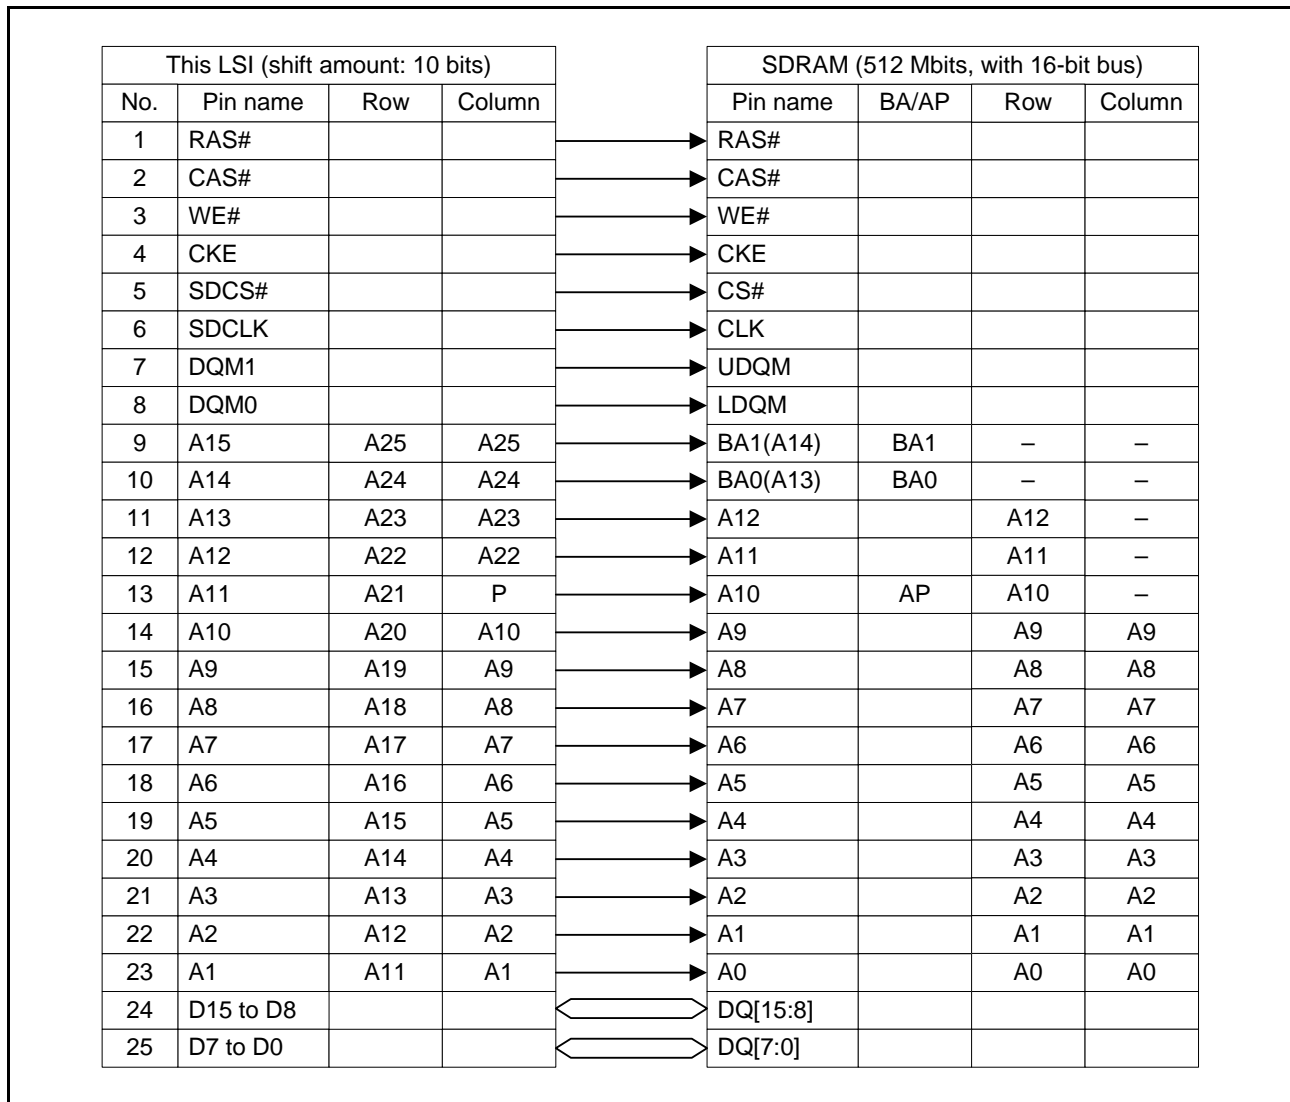 This LSI (shift amount: 10 bits) SDRAM (512 Mbits, with 16-bit bus)
No. Pin name Row Column Pin name BA/AP Row Column
1 RAS# RAS#
2 CAS# CAS#
3 WE# WE#
4 CKE CKE
5 SDCS# CS#
6 SDCLK CLK
7 DQM1 UDQM
8 DQM0 LDQM
9 A15 A25 A25 BA1(A14) BA1 – –
10 A14 A24 A24 BA0(A13) BA0 – –
11 A13 A23 A23 A12 A12 –
12 A12 A22 A22 A11 A11 –
13 A11 A21 P A10 AP A10 –
14 A10 A20 A10 A9 A9 A9
15 A9 A19 A9 A8 A8 A8
16 A8 A18 A8 A7 A7 A7
17 A7 A17 A7 A6 A6 A6
18 A6 A16 A6 A5 A5 A5
19 A5 A15 A5 A4 A4 A4
20 A4 A14 A4 A3 A3 A3
21 A3 A13 A3 A2 A2 A2
22 A2 A12 A2 A1 A1 A1
23 A1 A11 A1 A0 A0 A0
24 D15 to D8 DQ[15:8]
25 D7 to D0 DQ[7:0]